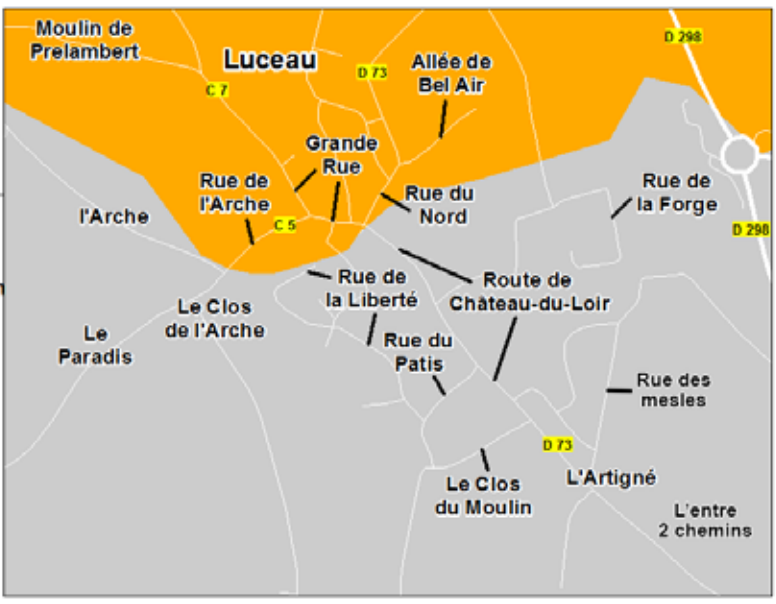 Moulin de
Prelambert
Luceau
D 73
C 7
Allée de
Bel Air
D 298
Grande
Rue
Rue de
l'Arche
l'Arche
C 5
Rue du
Nord
Rue de
la Forge
D 298
Rue de
la Liberté
Route de
Château-du-Loir
Le Clos
de l'Arche
Le
Paradis
Rue du
Patis
Rue des
mesles
D 73
Le Clos
du Moulin
L'Artigné
L'entre
2 chemins